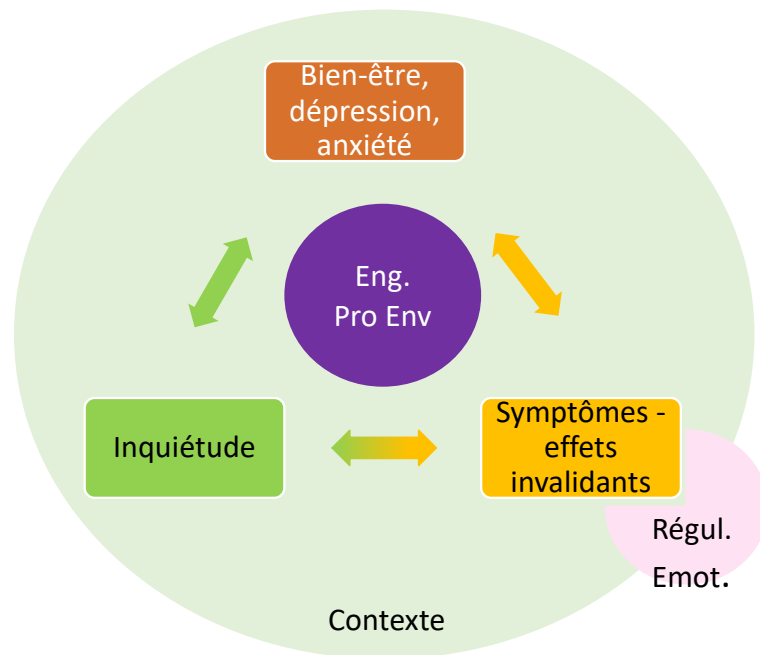 Bien-être,
dépression,
anxiété
Eng.
Pro Env
Inquiétude
Symptômes -
effets
invalidants
Régul.
Emot.
Contexte